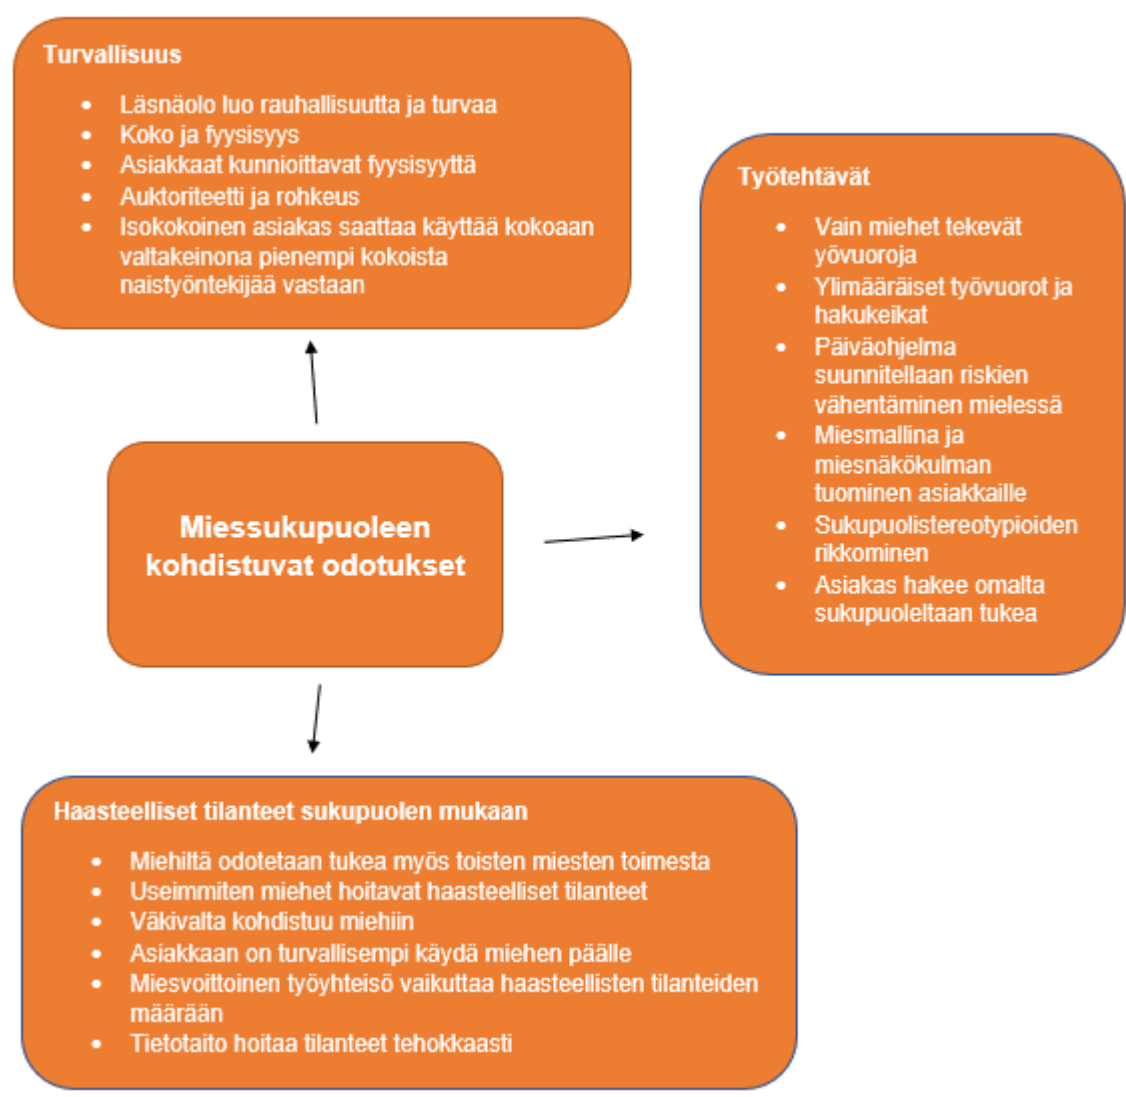 Turvallisuus
• Läsnäolo luo rauhallisuutta ja turvaa
• Koko ja fyysisyys
• Asiakkaat kunnioittavat fyysisyyttä
• Auktoriteetti ja rohkeus
• Isokokoinen asiakas saattaa käyttää kokoaan
valtakeinona pienempi kokoista
naistyöntekijää vastaan
Työtehtävät
• Vain miehet tekevät
yövuoroja
• Ylimääräiset työvuorot ja
hakukeikat
• Päiväohjelma
suunnitellaan riskien
vähentäminen mielessä
• Miesmallina ja
miesnäkökulman
tuominen asiakkaille
• Sukupuolistereotypioiden
rikkominen
• Asiakas hakee omalta
sukupuoleltaan tukea
Miessukupuoleen
kohdistuvat odotukset
Haasteelliset tilanteet sukupuolen mukaan
• Miehiltä odotetaan tukea myös toisten miesten toimesta
• Useimmiten miehet hoitavat haasteelliset tilanteet
• Väkivalta kohdistuu miehiin
• Asiakkaan on turvallisempi käydä miehen päälle
• Miesvoittoinen työyhteisö vaikuttaa haasteellisten tilanteiden
määrään
• Tietotaito hoitaa tilanteet tehokkaasti